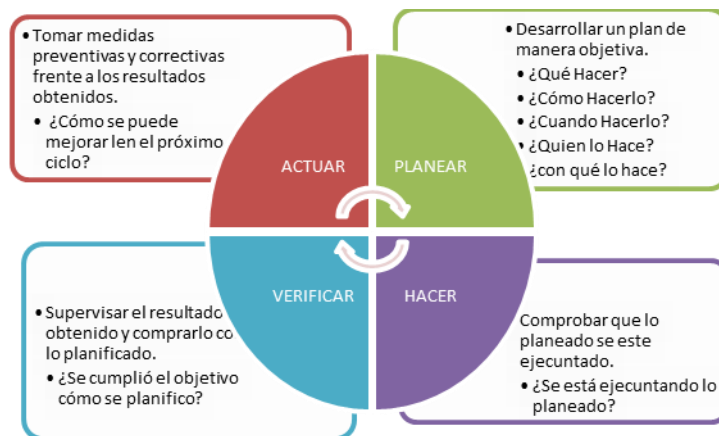 • Tomar medidas
preventivas y correctivas
frente a los resultados
obtenidos.
• ¿Cómo se puede
mejorar len el próximo
ciclo?
• Desarrollar un plan de
manera objetiva.
• ¿Qué Hacer?
• ¿Cómo Hacerlo?
• ¿Cuando Hacerlo?
• ¿Quien lo Hace?
• ¿con qué lo hace?
ACTUAR
PLANEAR
VERIFICAR
HACER
• Supervisar el resultado
obtenido y comprarlo co
lo planificado.
• ¿Se cumplió el objetivo
cómo se planifico?
Comprobar que lo
planeado se este
ejecuntado.
• ¿Se está ejecuntando lo
planeado?